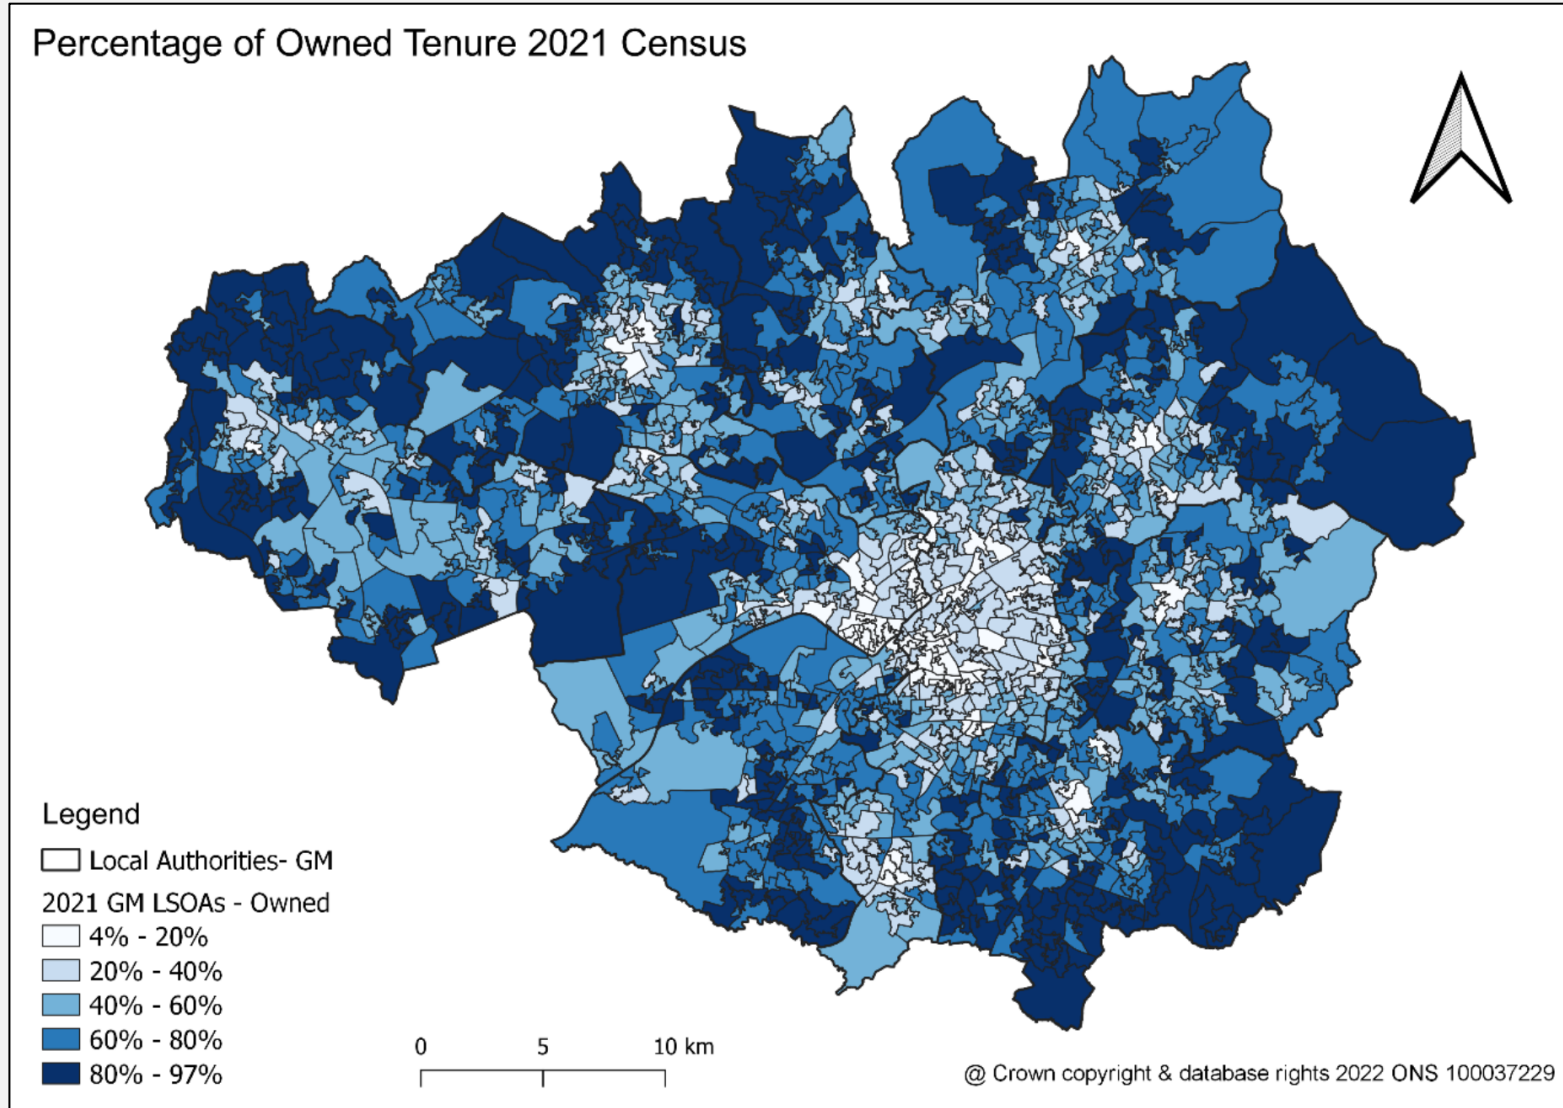 Percentage of Owned Tenure 2021 Census
Legend
Local Authorities- GM
2021 GM LSOAs - Owned
4% - 20%
20% - 40%
40% - 60%
60% - 80%
80% - 97%
0 5 10 km
@ Crown copyright & database rights 2022 ONS 100037229